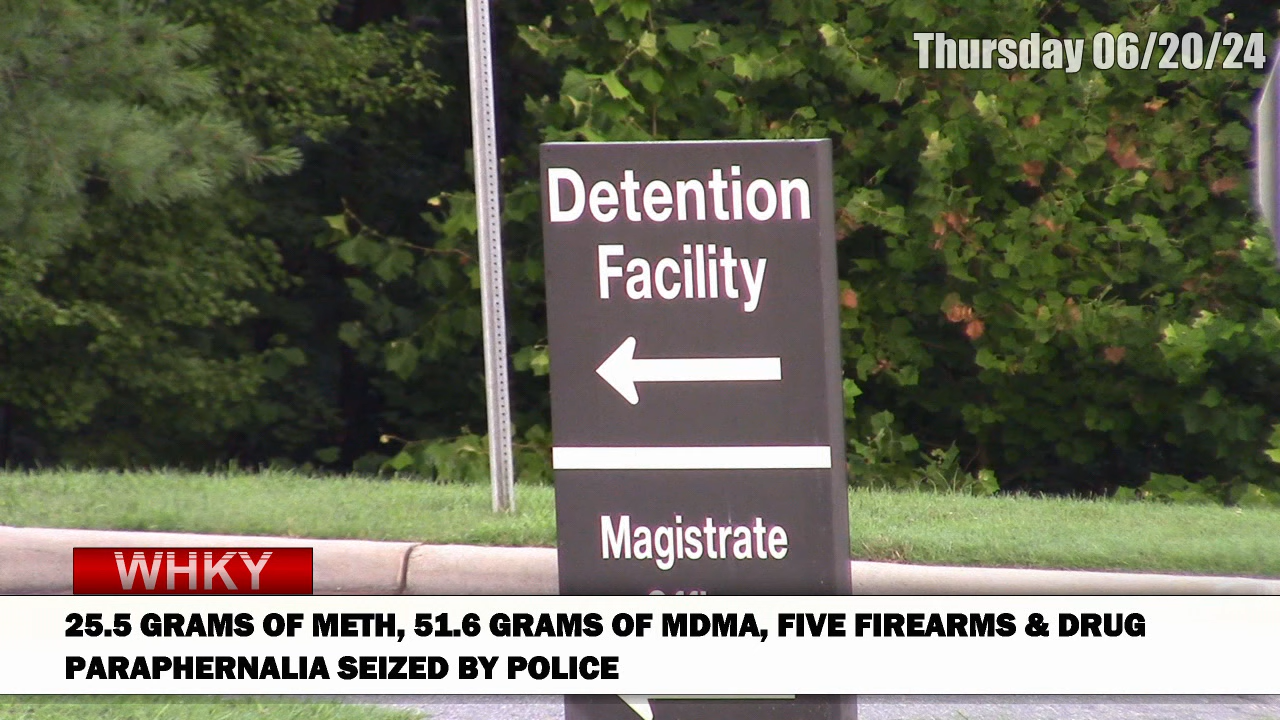 Thursday 06/20/24
Detention
Facility
Magistrate
WHKY
25.5 GRAMS OF METH, 51.6 GRAMS OF MDMA, FIVE FIREARMS & DRUG
PARAPHERNALIA SEIZED BY POLICE